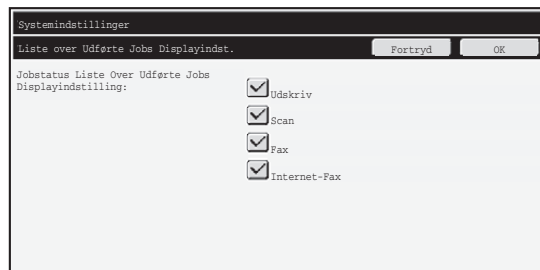 Systemindstillinger
Liste over Udførte Jobs Displayindst. Fortryd OK
Jobstatus Liste Over Udførte Jobs
Displayindstilling:
Udskriv
Scan
Fax
Internet-Fax